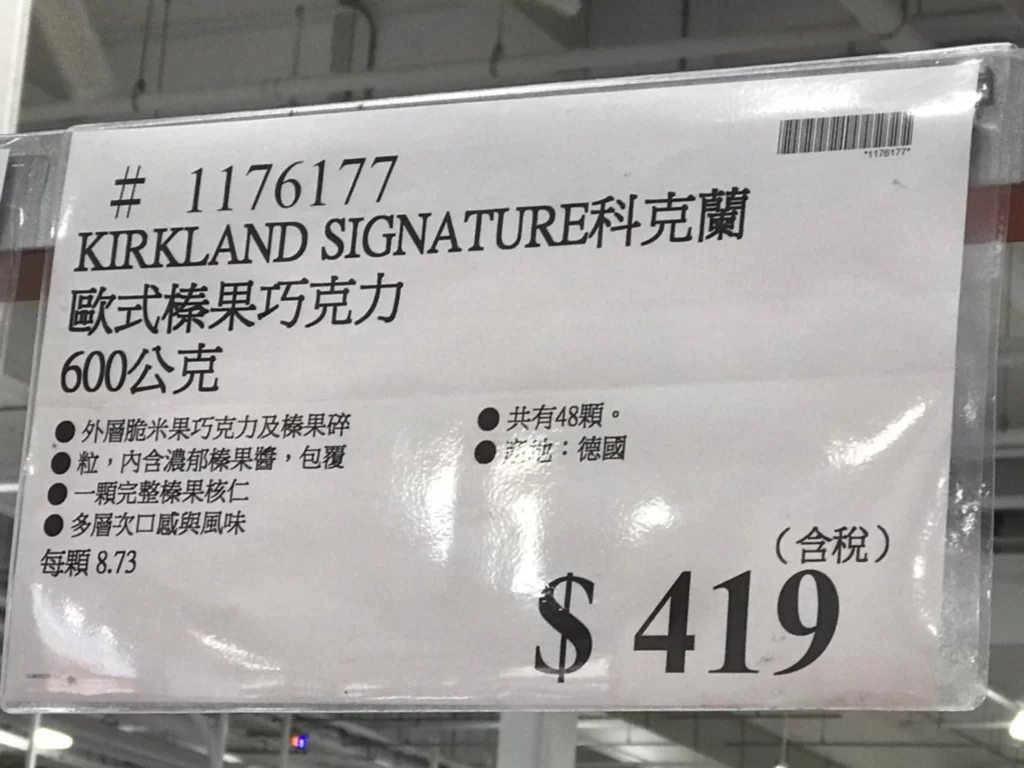 *1176177*
# 1176177
KIRKLAND SIGNATURE科克蘭
歐式榛果巧克力
600公克
●外層脆米果巧克力及榛果碎
●粒，內含濃郁榛果醬，包覆
●一顆完整榛果核仁
●多層次口感與風味
每顆 8.73
●共有48顆。
●產地：德國
（含稅）
$ 419